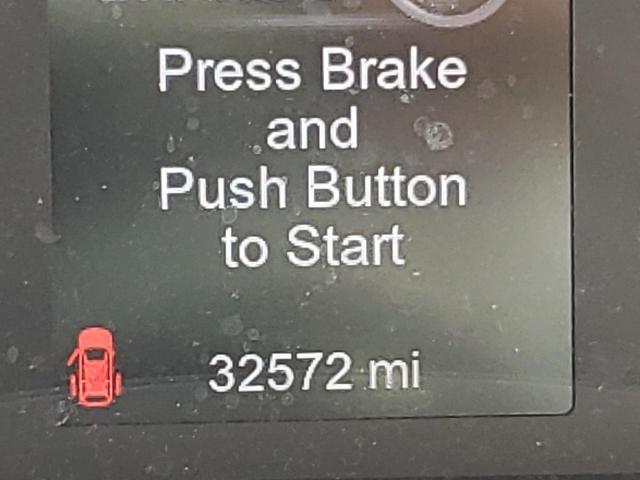 Press Brake
and
Push Button
to Start
32572 mi